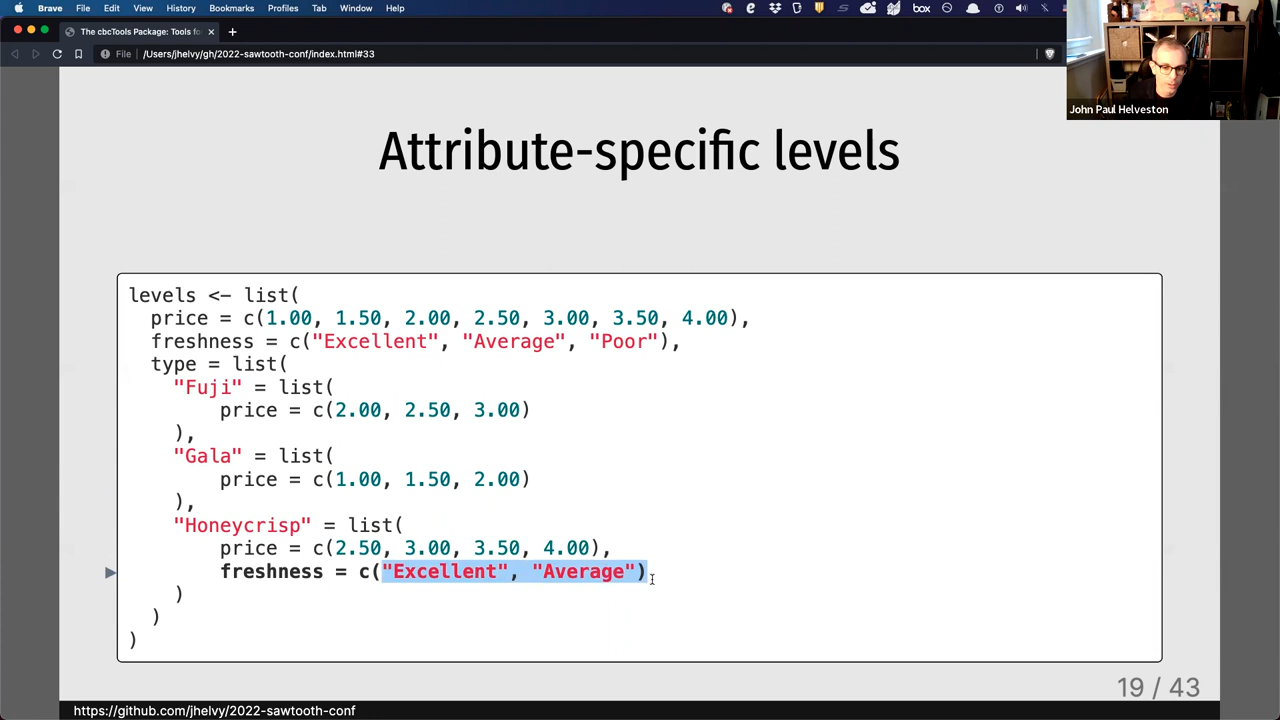 Brave File Edit View History Bookmarks Profiles Tab Window Help
box
The cbcTools Package: Tools fo
File /Users/jhelvy/gh/2022-sawtooth-conf/index.html#33
John Paul Helveston
Attribute-specific levels
levels <- list(
price = c(1.00, 1.50, 2.00, 2.50, 3.00, 3.50, 4.00),
freshness = c("Excellent", "Average", "Poor"),
type = list(
"Fuji" = list(
price = c(2.00, 2.50, 3.00)
),
"Gala" = list(
price = c(1.00, 1.50, 2.00)
),
"Honeycrisp" = list(
price = c(2.50, 3.00, 3.50, 4.00),
freshness = c("Excellent", "Average")
)
)
)
19 / 43
https://github.com/jhelvy/2022-sawtooth-conf